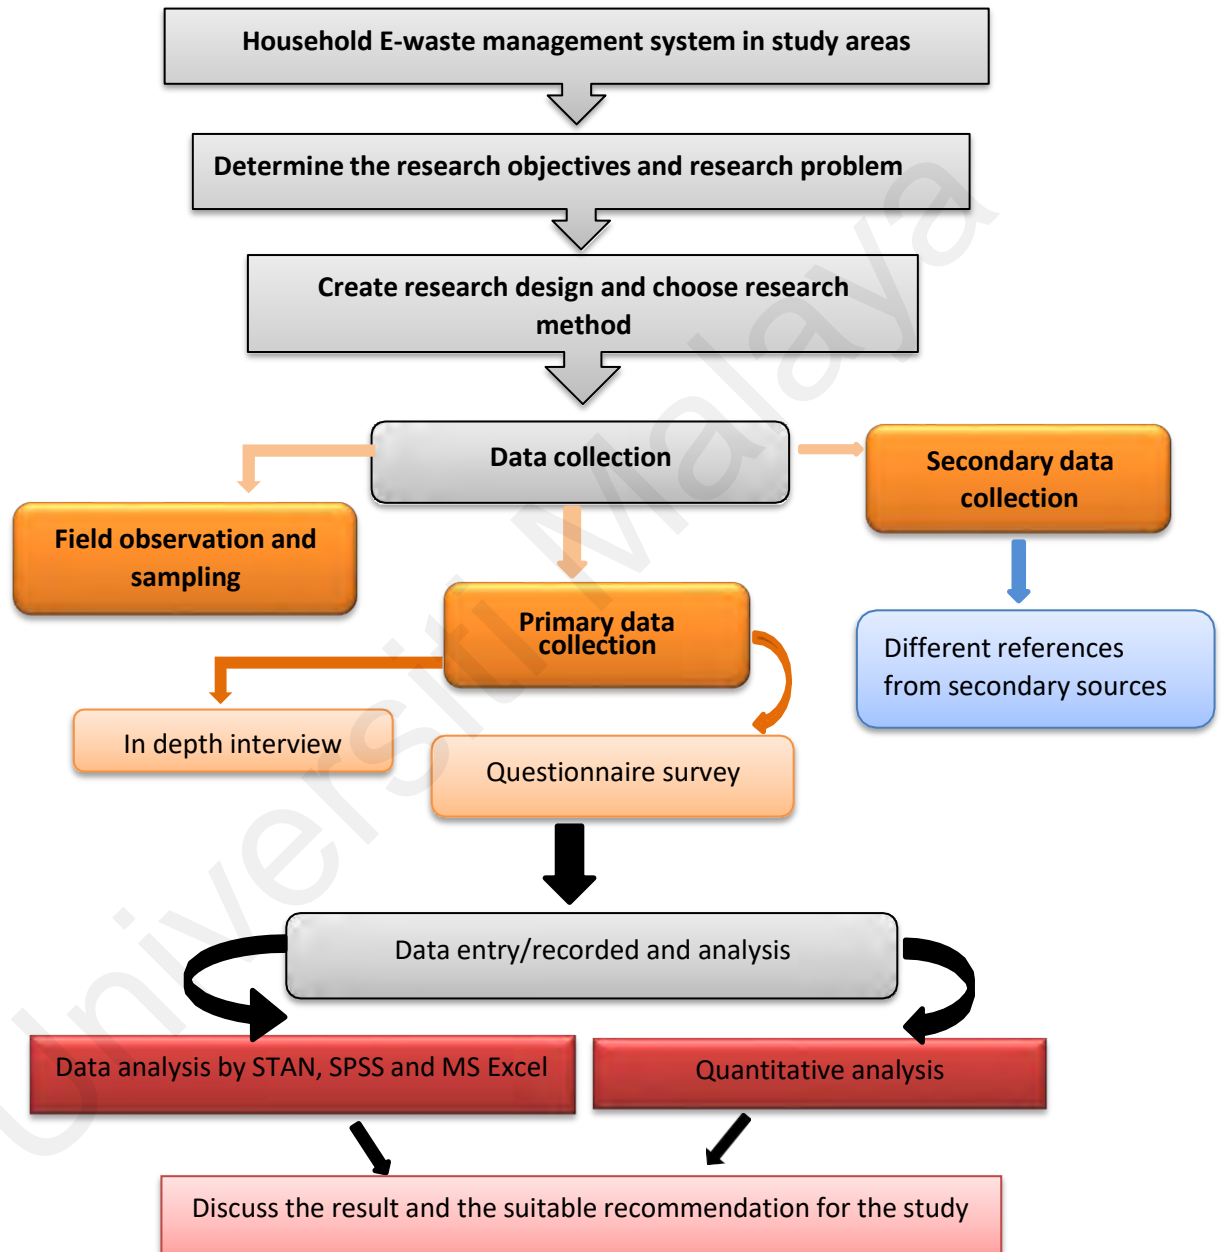 Household E-waste management system in study areas
Determine the research objectives and research problem
Create research design and choose research
method
Data collection
Secondary data
collection
Field observation and
sampling
Primary data
collection
Different references
from secondary sources
In depth interview
Questionnaire survey
Data entry/recorded and analysis
Data analysis by STAN, SPSS and MS Excel
Quantitative analysis
Discuss the result and the suitable recommendation for the study
Universiti Malaya